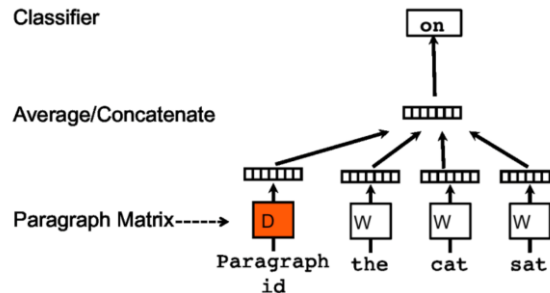 Classifier
on
Average/Concatenate
Paragraph Matrix
D
W
W
W
Paragraph id
the
cat
sat